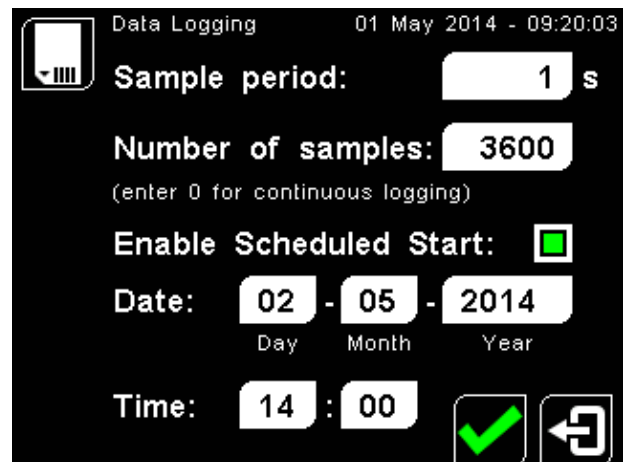 Data Logging 01 May 2014 - 09:20:03
Sample period: 1 s
Number of samples: 3600
(enter 0 for continuous logging)
Enable Scheduled Start:
Date: 02 - 05 - 2014
Day Month Year
Time: 14 : 00